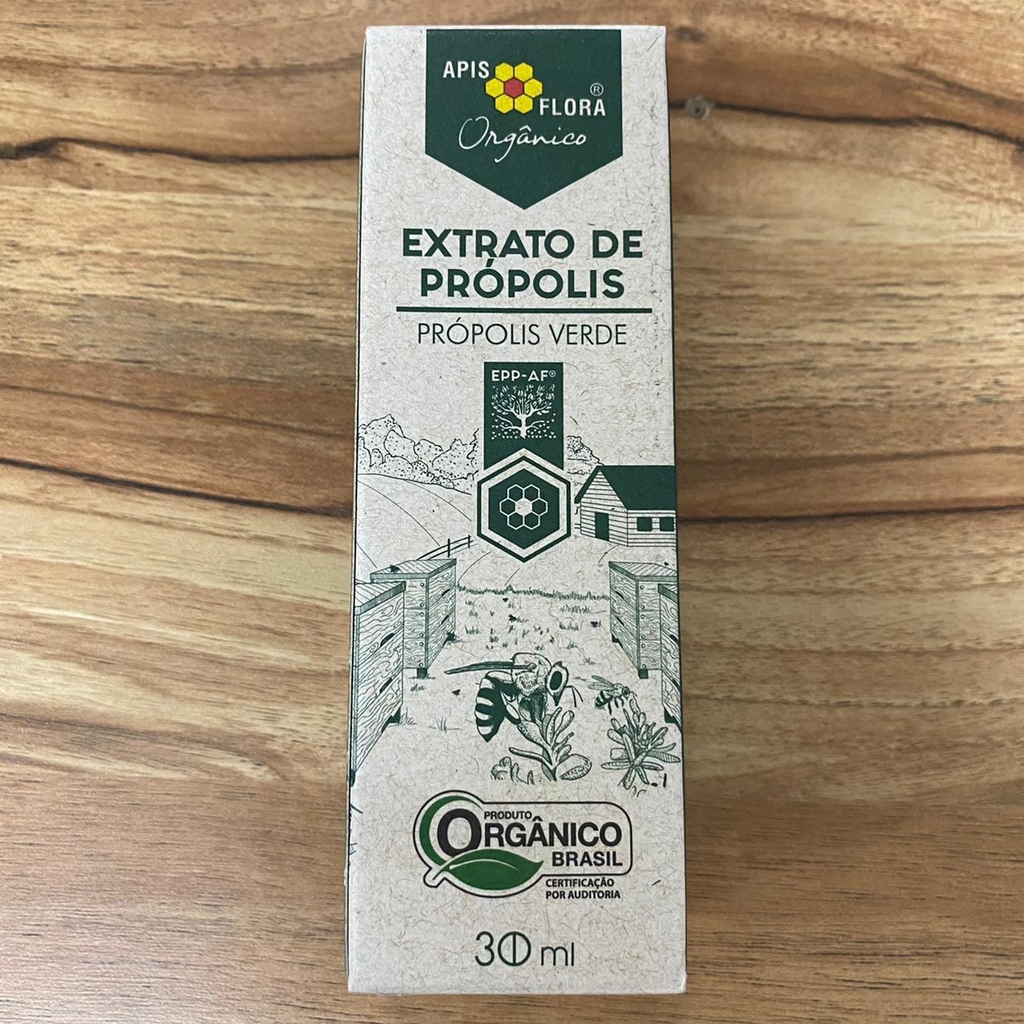 APIS
FLORA ®
Orgânico
EXTRATO DE
PRÓPOLIS
PRÓPOLIS VERDE
EPP-AF®
PRODUTO
ORGÂNICO
BRASIL
CERTIFICAÇÃO
POR AUDITORIA
30 ml